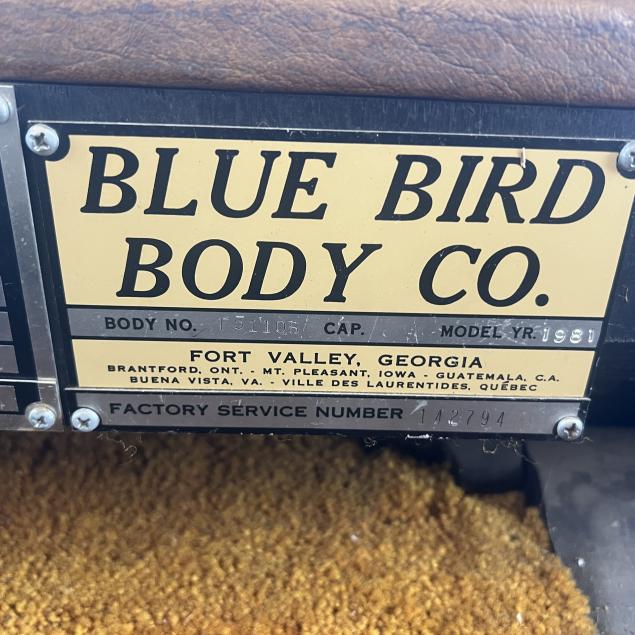 BLUE BIRD
BODY CO.
BODY NO. CAP. MODEL YR. 1981
FORT VALLEY, GEORGIA
BRANTFORD, ONT. - MT. PLEASANT, IOWA - GUATEMALA, C.A.
BUENA VISTA, VA. - VILLE DES LAURENTIDES, QUÉBEC
FACTORY SERVICE NUMBER 142794